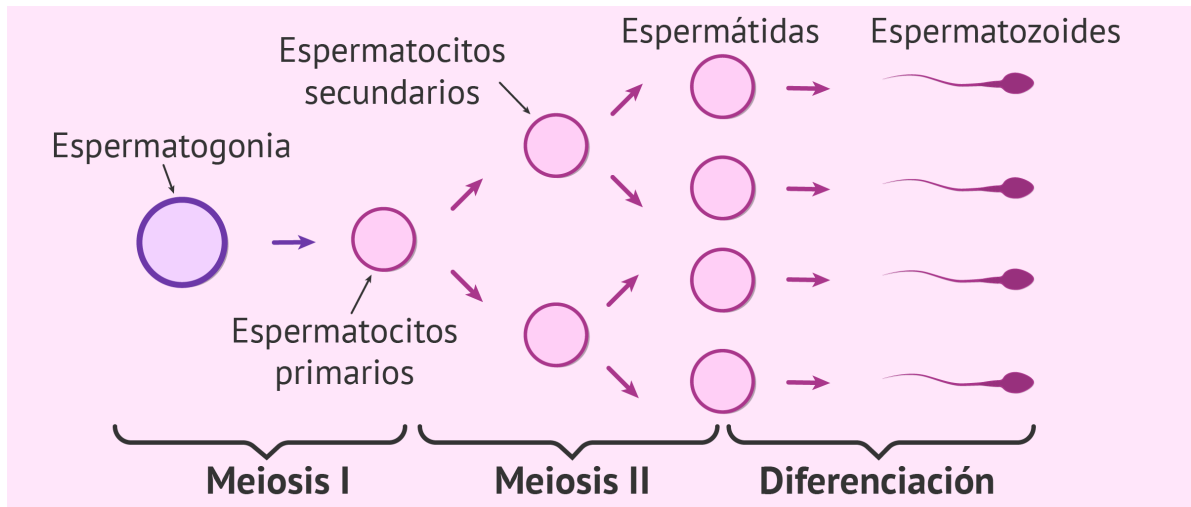 Espermatocitos
secundarios
Espermátidas
Espermatozoides
Espermatogonia
Espermatocitos
primarios
Meiosis I
Meiosis II
Diferenciación